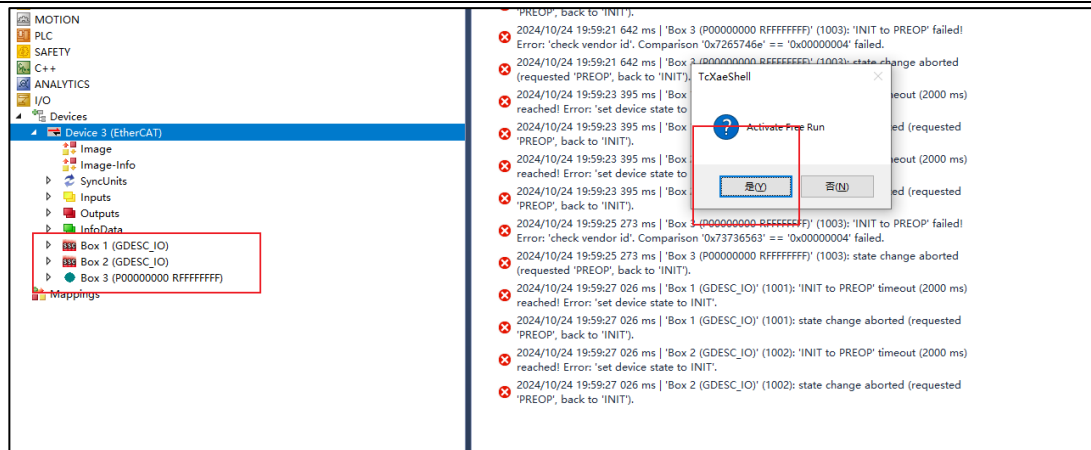 MOTION
PLC
SAFETY
C++
ANALYTICS
I/O
Devices
Device 3 (EtherCAT)
Image
Image-Info
SyncUnits
Inputs
Outputs
InfoData
Box 1 (GDESC_IO)
Box 2 (GDESC_IO)
Box 3 (P00000000 RFFFFFFFF)
Mappings
'PREOP', back to 'INIT').
2024/10/24 19:59:21 642 ms | 'Box 3 (P00000000 RFFFFFFFF)' (1003): 'INIT to PREOP' failed!
Error: 'check vendor id'. Comparison '0x7265746e' == '0x00000004' failed.
2024/10/24 19:59:21 642 ms | 'Box 3 (P00000000 RFFFFFFFF)' (1003): state change aborted
(requested 'PREOP', back to 'INIT').
2024/10/24 19:59:23 395 ms | 'Box eout (2000 ms)
reached! Error: 'set device state to
2024/10/24 19:59:23 395 ms | 'Box ed (requested
'PREOP', back to 'INIT').
2024/10/24 19:59:23 395 ms | 'Box eout (2000 ms)
reached! Error: 'set device state to
2024/10/24 19:59:23 395 ms | 'Box ed (requested
'PREOP', back to 'INIT').
2024/10/24 19:59:25 273 ms | 'Box 3 (P00000000 RFFFFFFFF)' (1003): 'INIT to PREOP' failed!
Error: 'check vendor id'. Comparison '0x73736563' == '0x00000004' failed.
2024/10/24 19:59:25 273 ms | 'Box 3 (P00000000 RFFFFFFFF)' (1003): state change aborted
(requested 'PREOP', back to 'INIT').
2024/10/24 19:59:27 026 ms | 'Box 1 (GDESC_IO)' (1001): 'INIT to PREOP' timeout (2000 ms)
reached! Error: 'set device state to INIT'.
2024/10/24 19:59:27 026 ms | 'Box 1 (GDESC_IO)' (1001): state change aborted (requested
'PREOP', back to 'INIT').
2024/10/24 19:59:27 026 ms | 'Box 2 (GDESC_IO)' (1002): 'INIT to PREOP' timeout (2000 ms)
reached! Error: 'set device state to INIT'.
2024/10/24 19:59:27 026 ms | 'Box 2 (GDESC_IO)' (1002): state change aborted (requested
'PREOP', back to 'INIT').
TcXaeShell
Activate Free Run
是(Y)
否(N)